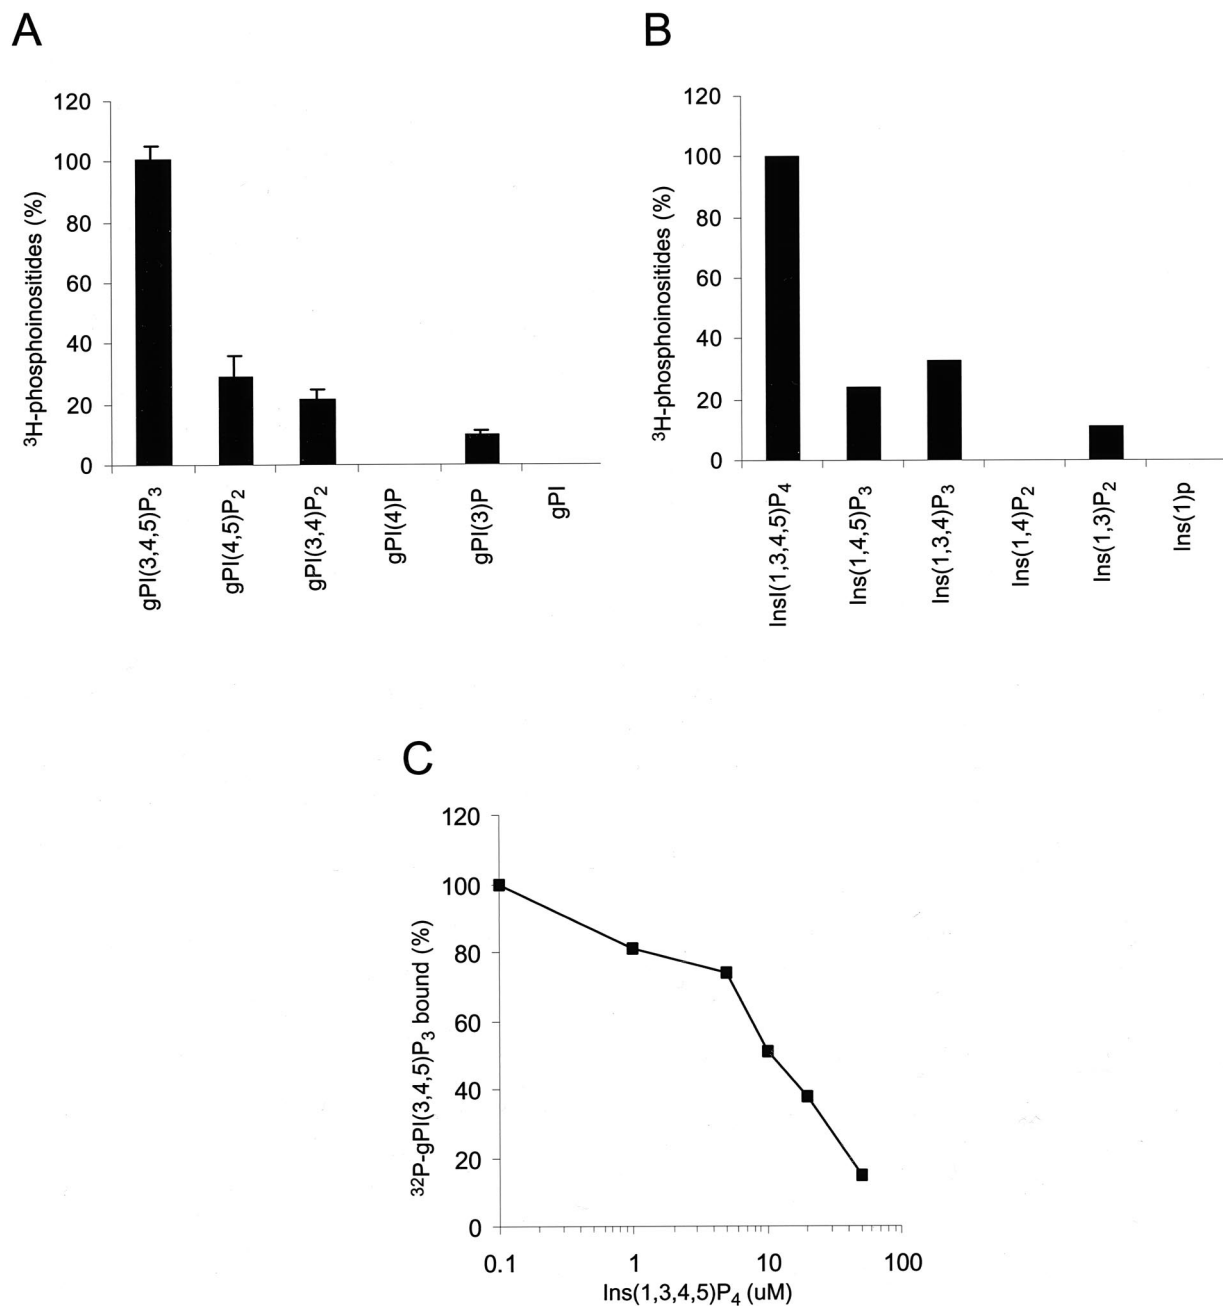 A
120
100
80
60
40
20
0
³H-phosphoinositides (%)
gPI(3,4,5)P₃
gPI(4,5)P₂
gPI(3,4)P₂
gPI(4)P
gPI(3)P
gPI
B
120
100
80
60
40
20
0
³H-phosphoinositides (%)
InsI(1,3,4,5)P₄
Ins(1,4,5)P₃
Ins(1,3,4)P₃
Ins(1,4)P₂
Ins(1,3)P₂
Ins(1)p
C
120
100
80
60
40
20
0
³²P-gPI(3,4,5)P₃ bound (%)
0.1 1 10 100
Ins(1,3,4,5)P₄ (uM)